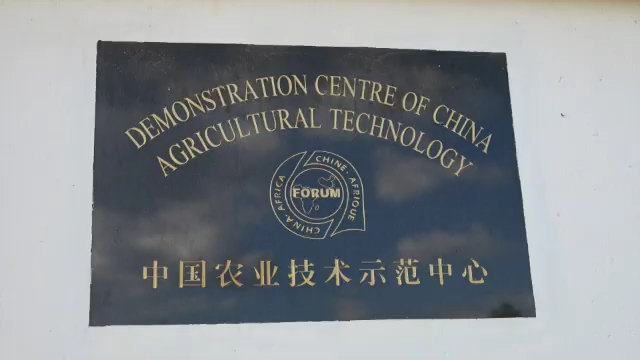 DEMONSTRATION CENTRE OF CHINA
AGRICULTURAL TECHNOLOGY
CHINE-AFRIQUE
FORUM
CHINA-AFRICA
中国农业技术示范中心